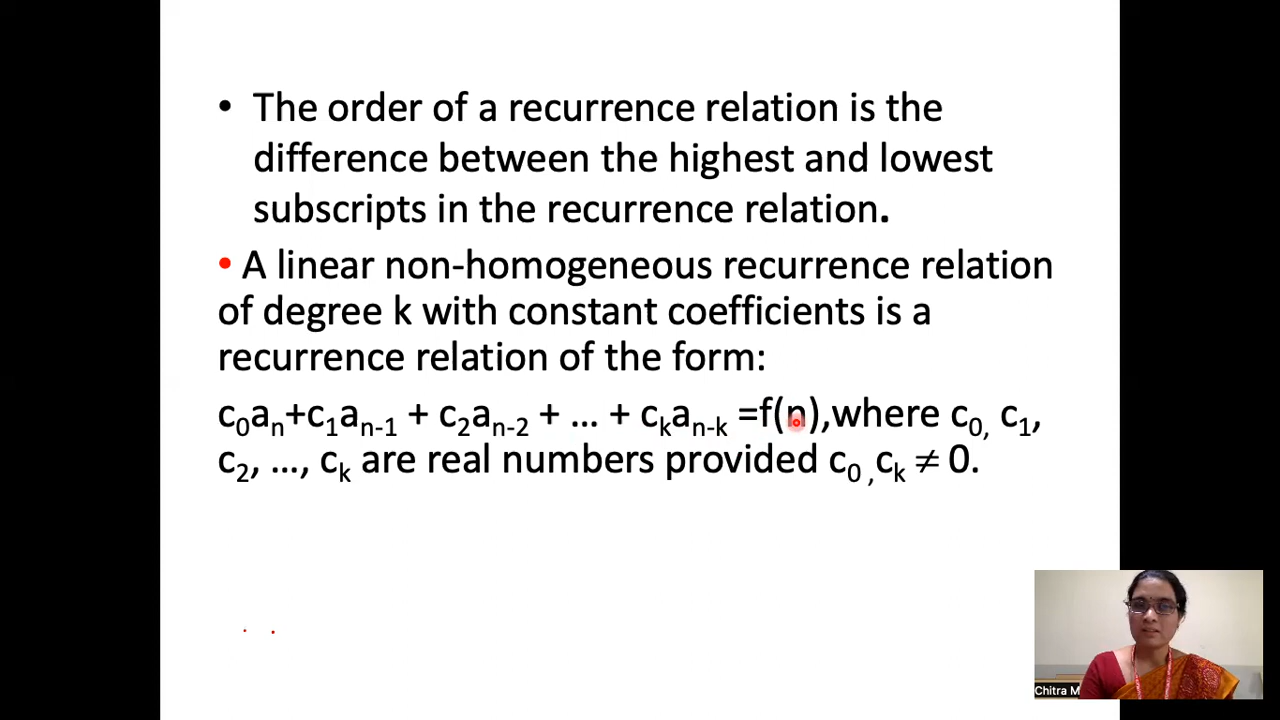 • The order of a recurrence relation is the
difference between the highest and lowest
subscripts in the recurrence relation.
• A linear non-homogeneous recurrence relation
of degree k with constant coefficients is a
recurrence relation of the form:
c₀aₙ+c₁aₙ₋₁ + c₂aₙ₋₂ + … + cₖaₙ₋ₖ =f(n),where c₀, c₁,
c₂, …, cₖ are real numbers provided c₀ ,cₖ ≠ 0.
Chitra M